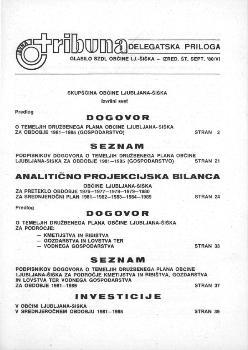 tribuna DELEGATSKA PRILOGA
GLASILO SZDL OBČINE LJ.-ŠIŠKA – IZRED. ŠT. SEPT. '80/VI
SKUPŠČINA OBČINE LJUBLJANA-ŠIŠKA
Izvršni svet
Predlog
DOGOVOR
O TEMELJIH DRUŽBENEGA PLANA OBČINE LJUBLJANA-ŠIŠKA
ZA OBDOBJE 1981–1985 (GOSPODARSTVO) STRAN 2
SEZNAM
PODPISNIKOV DOGOVORA O TEMELJIH DRUŽBENEGA PLANA OBČINE
LJUBLJANA-ŠIŠKA ZA OBDOBJE 1981–1985 (GOSPODARSTVO) STRAN 21
ANALITIČNO PROJEKCIJSKA BILANCA
OBČINE LJUBLJANA-ŠIŠKA
ZA PRETEKLO OBDOBJE 1976–1977–1978–1979–1980
ZA SREDNJEROČNI PLAN 1981–1982–1983–1984–1985 STRAN 24
Predlog
DOGOVOR
O TEMELJIH DRUŽBENEGA PLANA OBČINE LJUBLJANA-ŠIŠKA
ZA PODROČJE:
– KMETIJSTVA IN RIBIŠTVA
– GOZDARSTVA IN LOVSTVA TER
– VODNEGA GOSPODARSTVA STRAN 33
SEZNAM
PODPISNIKOV DOGOVORA O TEMELJIH DRUŽBENEGA PLANA OBČINE
LJUBLJANA-ŠIŠKA ZA PODROČJE KMETIJSTVA IN RIBIŠTVA, GOZDARSTVA
IN LOVSTVA TER VODNEGA GOSPODARSTVA
ZA OBDOBJE 1981–1985 STRAN 37
INVESTICIJE
V OBČINI LJUBLJANA-ŠIŠKA
V SREDNJEROČNEM OBDOBJU 1981–1985 STRAN 39